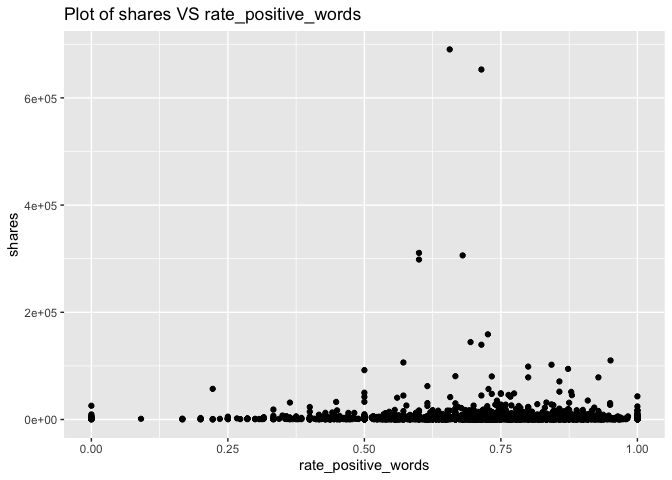 Plot of shares VS rate_positive_words
6e+05
4e+05
2e+05
0e+00
shares
0.00 0.25 0.50 0.75 1.00
rate_positive_words